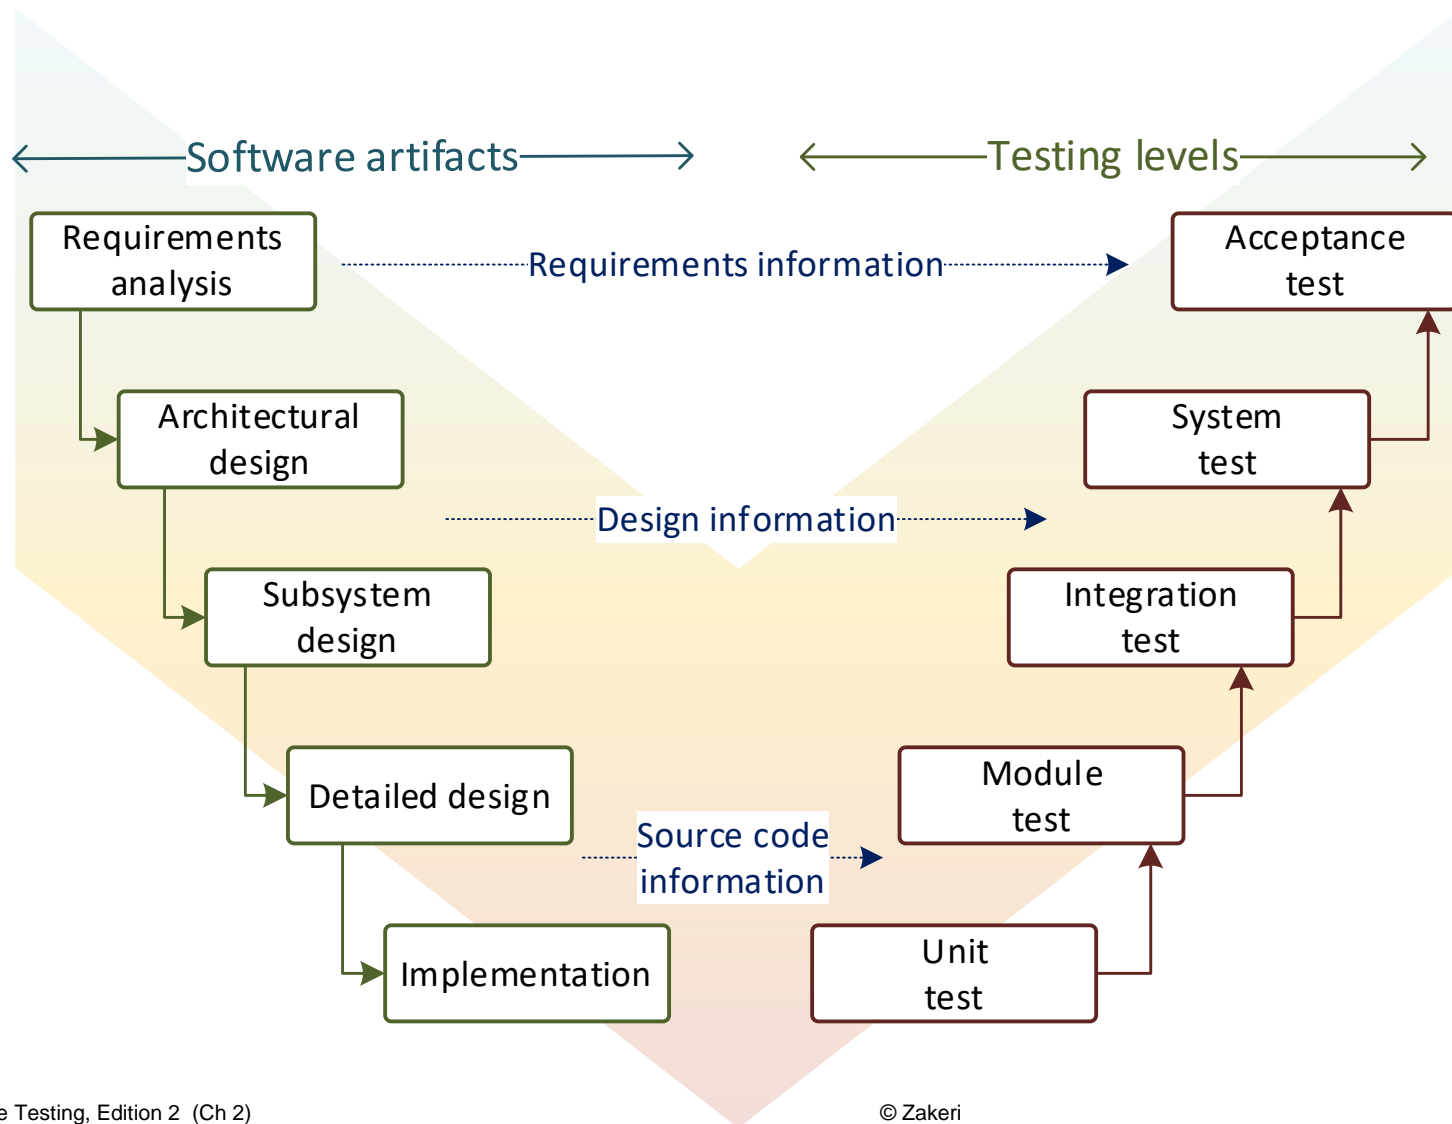 Software artifacts
Testing levels
Requirements
analysis
Requirements information
Acceptance
test
Architectural
design
System
test
Design information
Subsystem
design
Integration
test
Detailed design
Module
test
Source code
information
Implementation
Unit
test
e Testing, Edition 2 (Ch 2)
© Zakeri